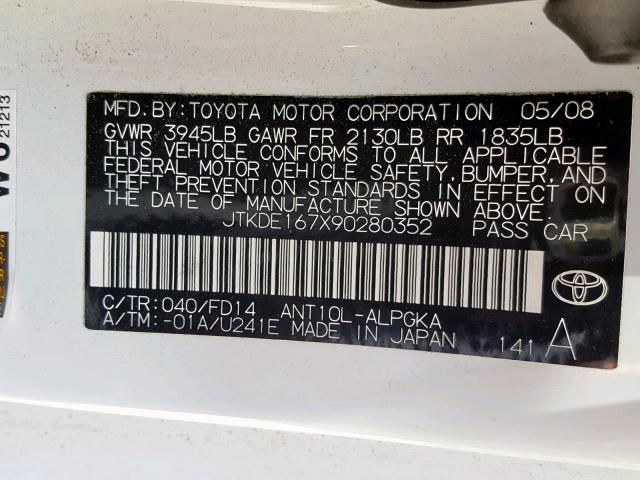 MFD. BY: TOYOTA MOTOR CORPORATION 05/08
GVWR 3945LB GAWR FR 2130LB RR 1835LB
THIS VEHICLE CONFORMS TO ALL APPLICABLE
FEDERAL MOTOR VEHICLE SAFETY, BUMPER, AND
THEFT PREVENTION STANDARDS IN EFFECT ON
THE DATE OF MANUFACTURE SHOWN ABOVE.
JTKDE167X90280352 PASS CAR
C/TR: 040/FD14 ANT10L-ALPGKA
A/TM: -01A/U241E MADE IN JAPAN 141 A
TOYOTA
21213